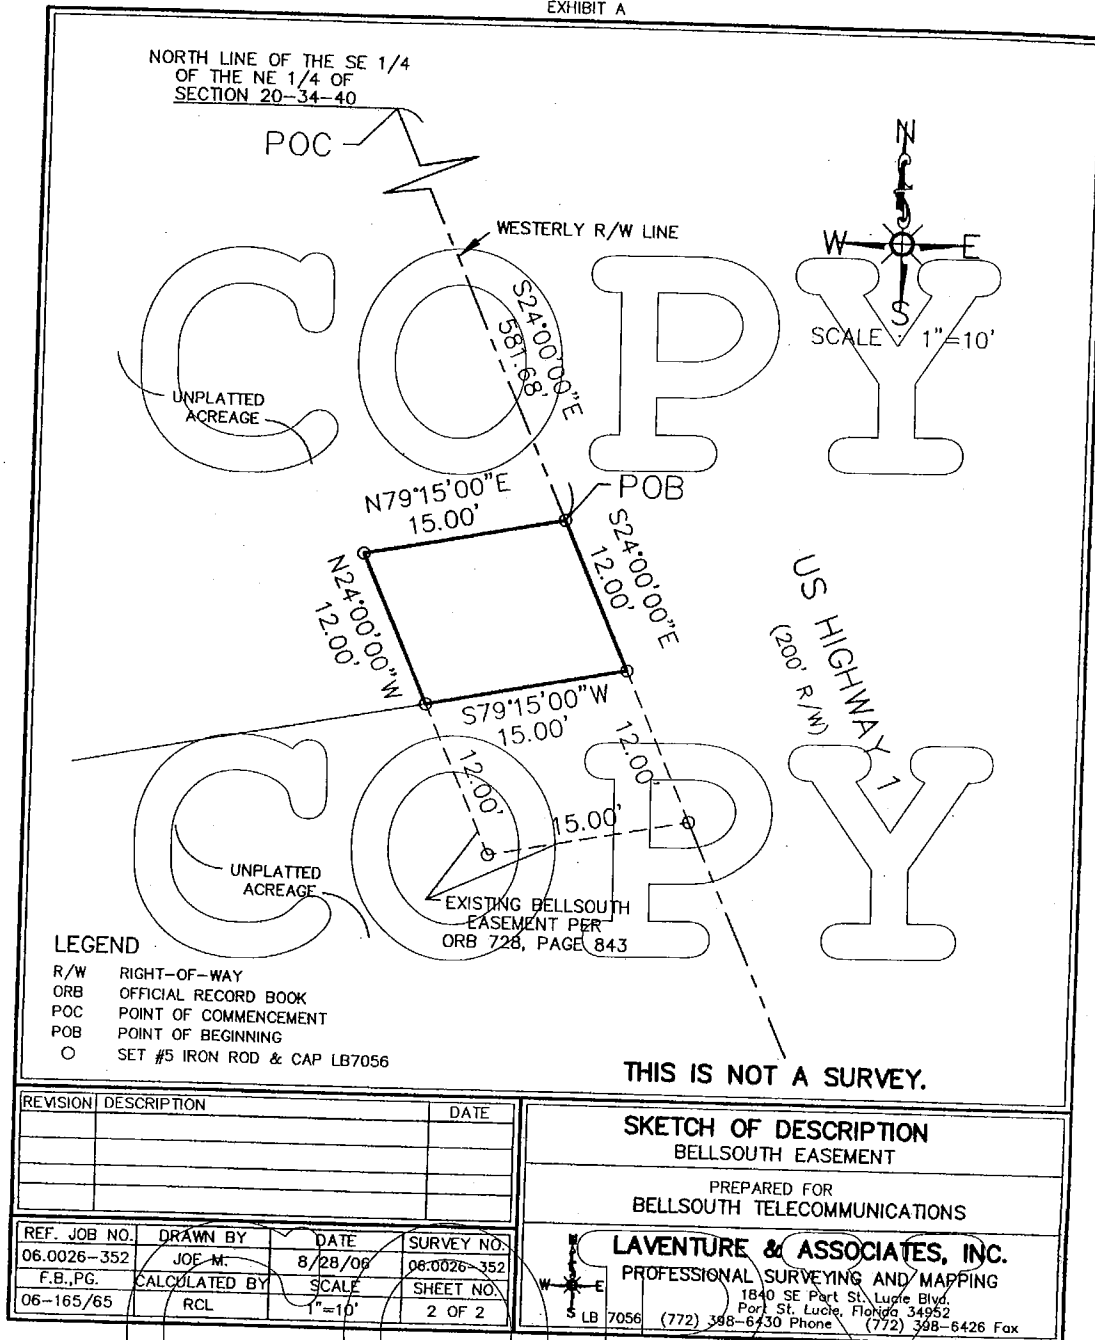 EXHIBIT A
NORTH LINE OF THE SE 1/4
OF THE NE 1/4 OF
SECTION 20-34-40
POC
N
W
E
S
SCALE : 1"=10'
WESTERLY R/W LINE
COPY
S24°00'00"E
581.68'
UNPLATTED
ACREAGE
N79°15'00"E
15.00'
POB
S24°00'00"E
12.00'
N24°00'00"W
12.00'
S79°15'00"W
15.00'
US HIGHWAY 1
(200' R/W)
COPY
12.00'
12.00'
15.00'
UNPLATTED
ACREAGE
EXISTING BELLSOUTH
EASEMENT PER
ORB 728, PAGE 843
LEGEND
R/W RIGHT-OF-WAY
ORB OFFICIAL RECORD BOOK
POC POINT OF COMMENCEMENT
POB POINT OF BEGINNING
O SET #5 IRON ROD & CAP LB7056
THIS IS NOT A SURVEY.
REVISION DESCRIPTION DATE
SKETCH OF DESCRIPTION
BELLSOUTH EASEMENT
PREPARED FOR
BELLSOUTH TELECOMMUNICATIONS
REF. JOB NO. DRAWN BY DATE SURVEY NO.
06.0026-352 JOE M. 8/28/06 06.0026-352
F.B.,PG. CALCULATED BY SCALE SHEET NO.
06-165/65 RCL 1"=10' 2 OF 2
LAVENTURE & ASSOCIATES, INC.
PROFESSIONAL SURVEYING AND MAPPING
1840 SE Port St. Lucie Blvd.
Port St. Lucie, Florida 34952
W E
S LB 7056 (772) 398-6430 Phone (772) 398-6426 Fax